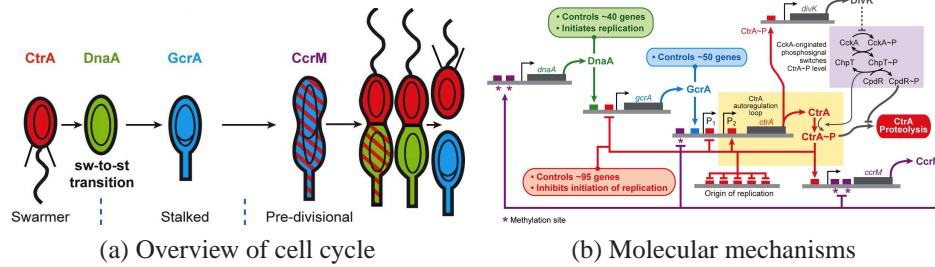 CtrA
DnaA
GcrA
CcrM
sw-to-st
transition
Swarmer
Stalked
Pre-divisional
(a) Overview of cell cycle
• Controls ~40 genes
• Initiates replication
DnaA
dnaA
* *
• Controls ~50 genes
GcrA
gcrA
divK
DivK
CtrA~P
CckA-originated
phosphosignal
switches
CtrA~P level
CckA
CckA~P
ChpT
ChpT~P
CpdR
CpdR~P
P1
P2
CtrA
autoregulation
loop
ctrA
*
CtrA
CtrA~P
CtrA
Proteolysis
• Controls ~95 genes
• Inhibits initiation of replication
Origin of replication
* *
ccrM
CcrM
* Methylation site
(b) Molecular mechanisms